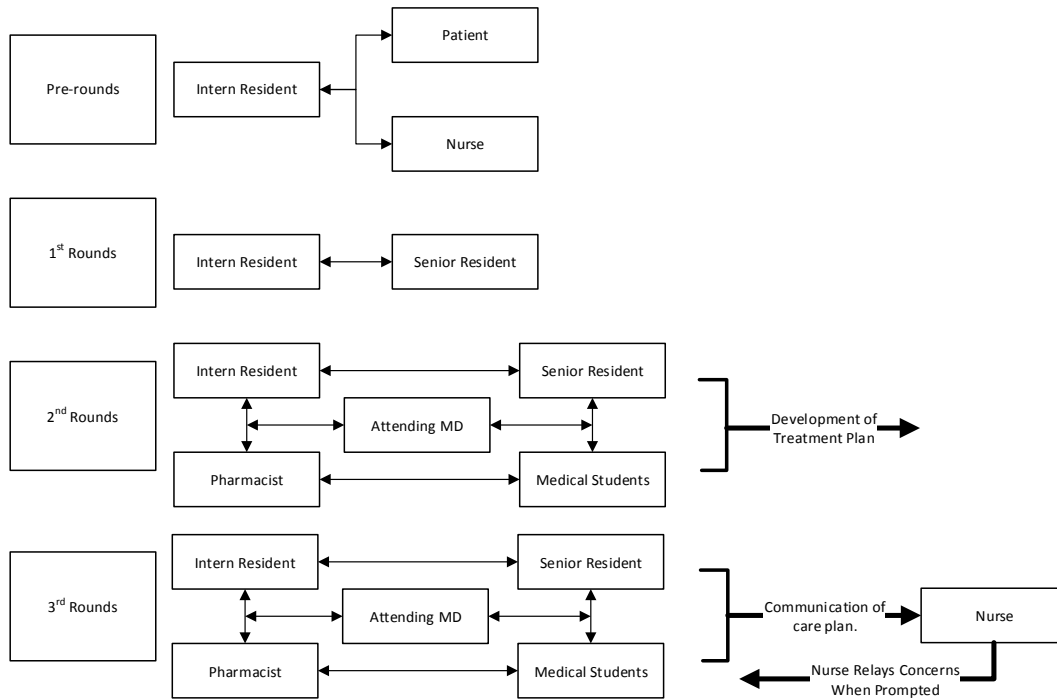 Patient
Pre-rounds
Intern Resident
Nurse
1st Rounds
Intern Resident
Senior Resident
Intern Resident
Senior Resident
2nd Rounds
Attending MD
Development of
Treatment Plan
Pharmacist
Medical Students
Intern Resident
Senior Resident
3rd Rounds
Attending MD
Communication of
care plan.
Nurse
Pharmacist
Medical Students
Nurse Relays Concerns
When Prompted